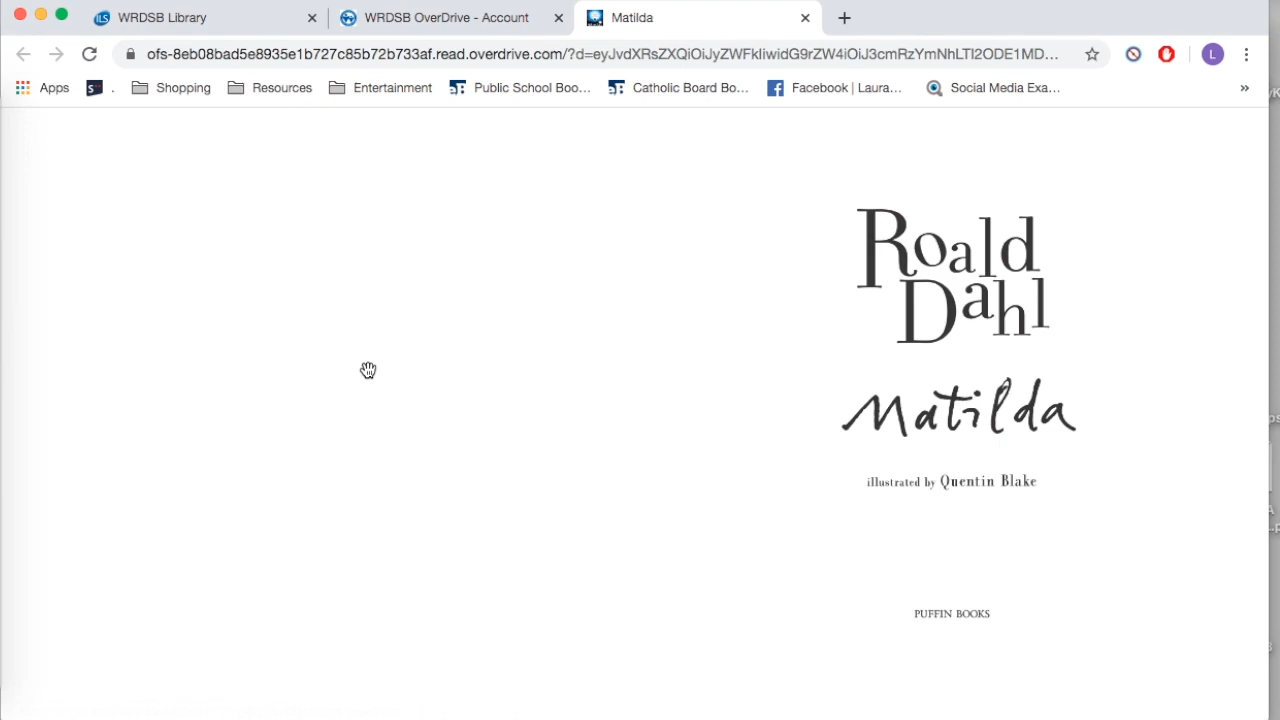 WRDSB Library
WRDSB OverDrive - Account
Matilda
ofs-8eb08bad5e8935e1b727c85b72b733af.read.overdrive.com/?d=eyJvdXRsZXQiOiJyZWFkIiwidG9rZW4iOiJ3cmRzYmNhLTI2ODE1MD...
L
Apps
.
Shopping
Resources
Entertainment
Public School Boo...
Catholic Board Bo...
Facebook | Laura...
Social Media Exa...
»
Roald
Dahl
Matilda
illustrated by Quentin Blake
PUFFIN BOOKS